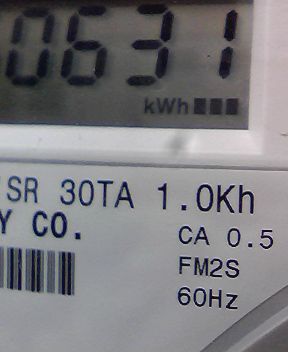 0631
kWh
SR 30TA 1.0Kh
Y CO.
CA 0.5
FM2S
60Hz